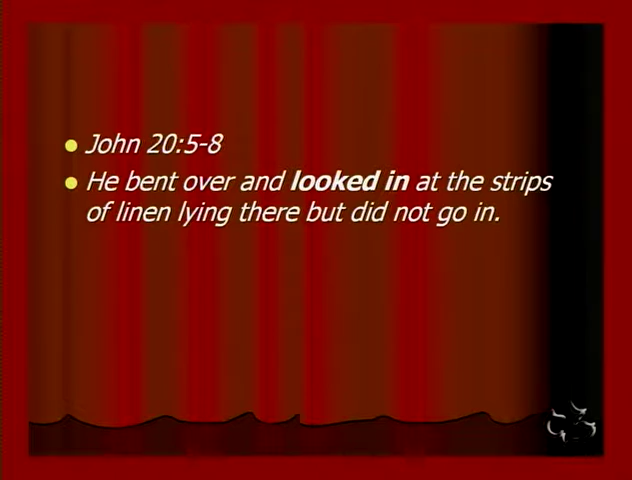 John 20:5-8
He bent over and looked in at the strips
of linen lying there but did not go in.